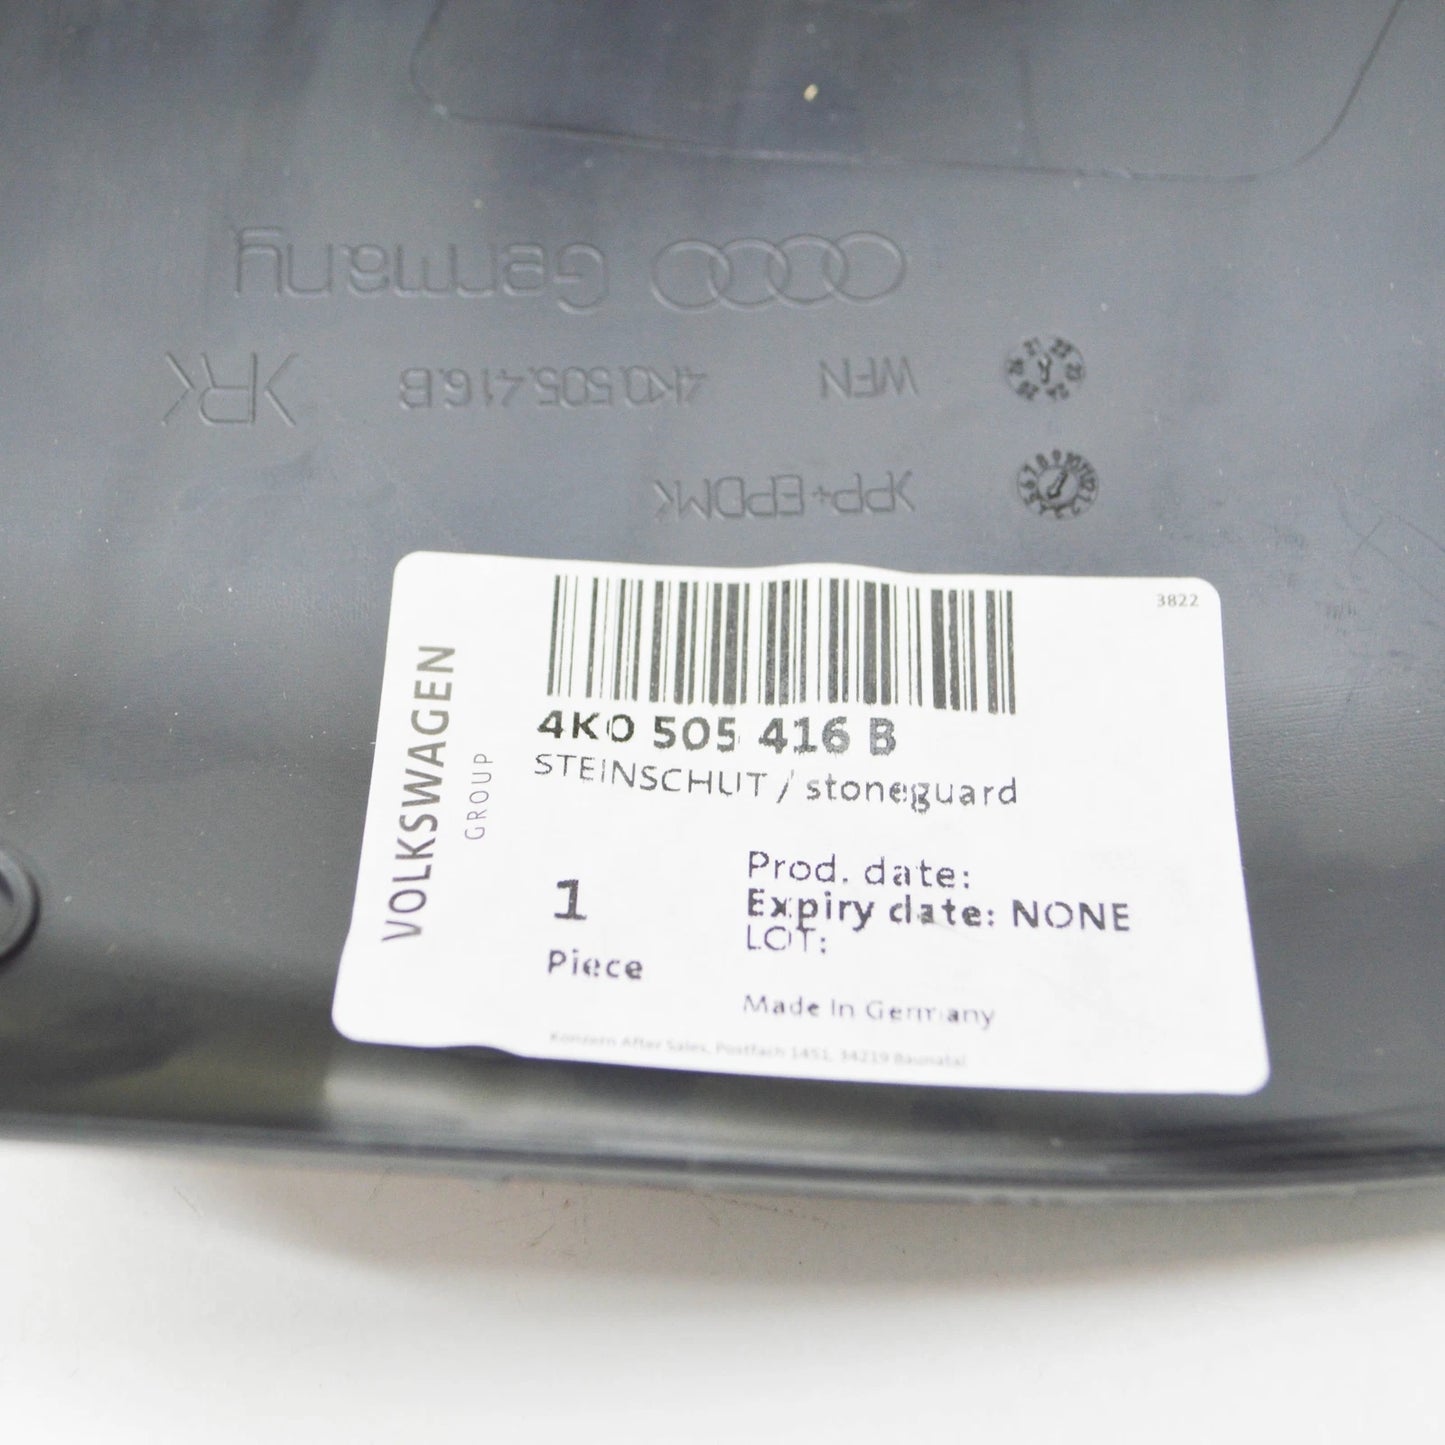 Germany
4K0.505.416.B WFN
>PP+EPDM<
3822
VOLKSWAGEN
GROUP
4K0 505 416 B
STEINSCHUT / stoneguard
1
Piece
Prod. date:
Expiry date: NONE
LOT:
Made In Germany
Konzern After Sales, Postfach 1451, 34219 Baunatal